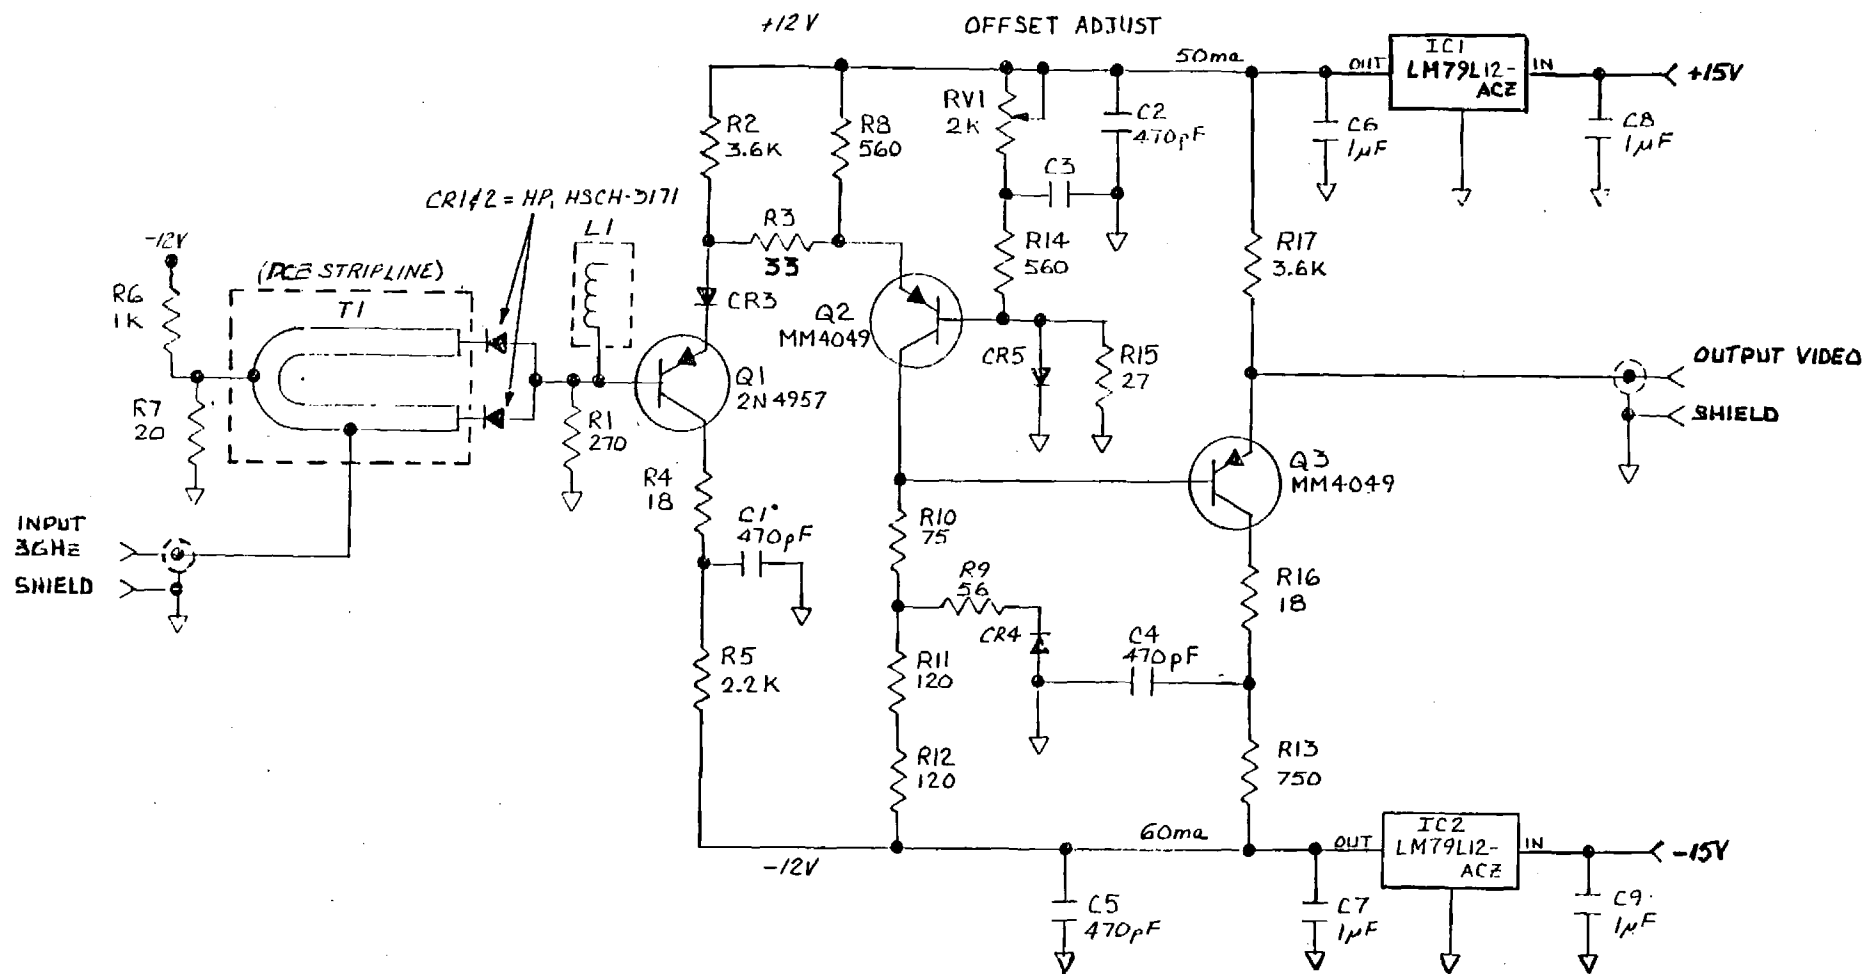 +12V
OFFSET ADJUST
50ma
OUT
IC1
LM79L12-
ACZ
IN
+15V
R2
3.6K
R8
560
RV1
2K
C2
470pF
C6
1µF
C8
1µF
C3
CR1&2 = HP, HSCH-3171
L1
R3
33
R14
560
R17
3.6K
-12V
(PCB STRIPLINE)
T1
R6
1K
CR3
Q2
MM4049
CR5
R15
27
OUTPUT VIDEO
SHIELD
R7
20
R1
270
Q1
2N4957
Q3
MM4049
R4
18
C1
470pF
R10
75
INPUT
3GHz
SHIELD
R9
56
CR4
C4
470pF
R16
18
R5
2.2K
R11
120
R12
120
R13
750
-12V
60ma
OUT
IC2
LM79L12-
ACZ
IN
-15V
C5
470pF
C7
1µF
C9
1µF